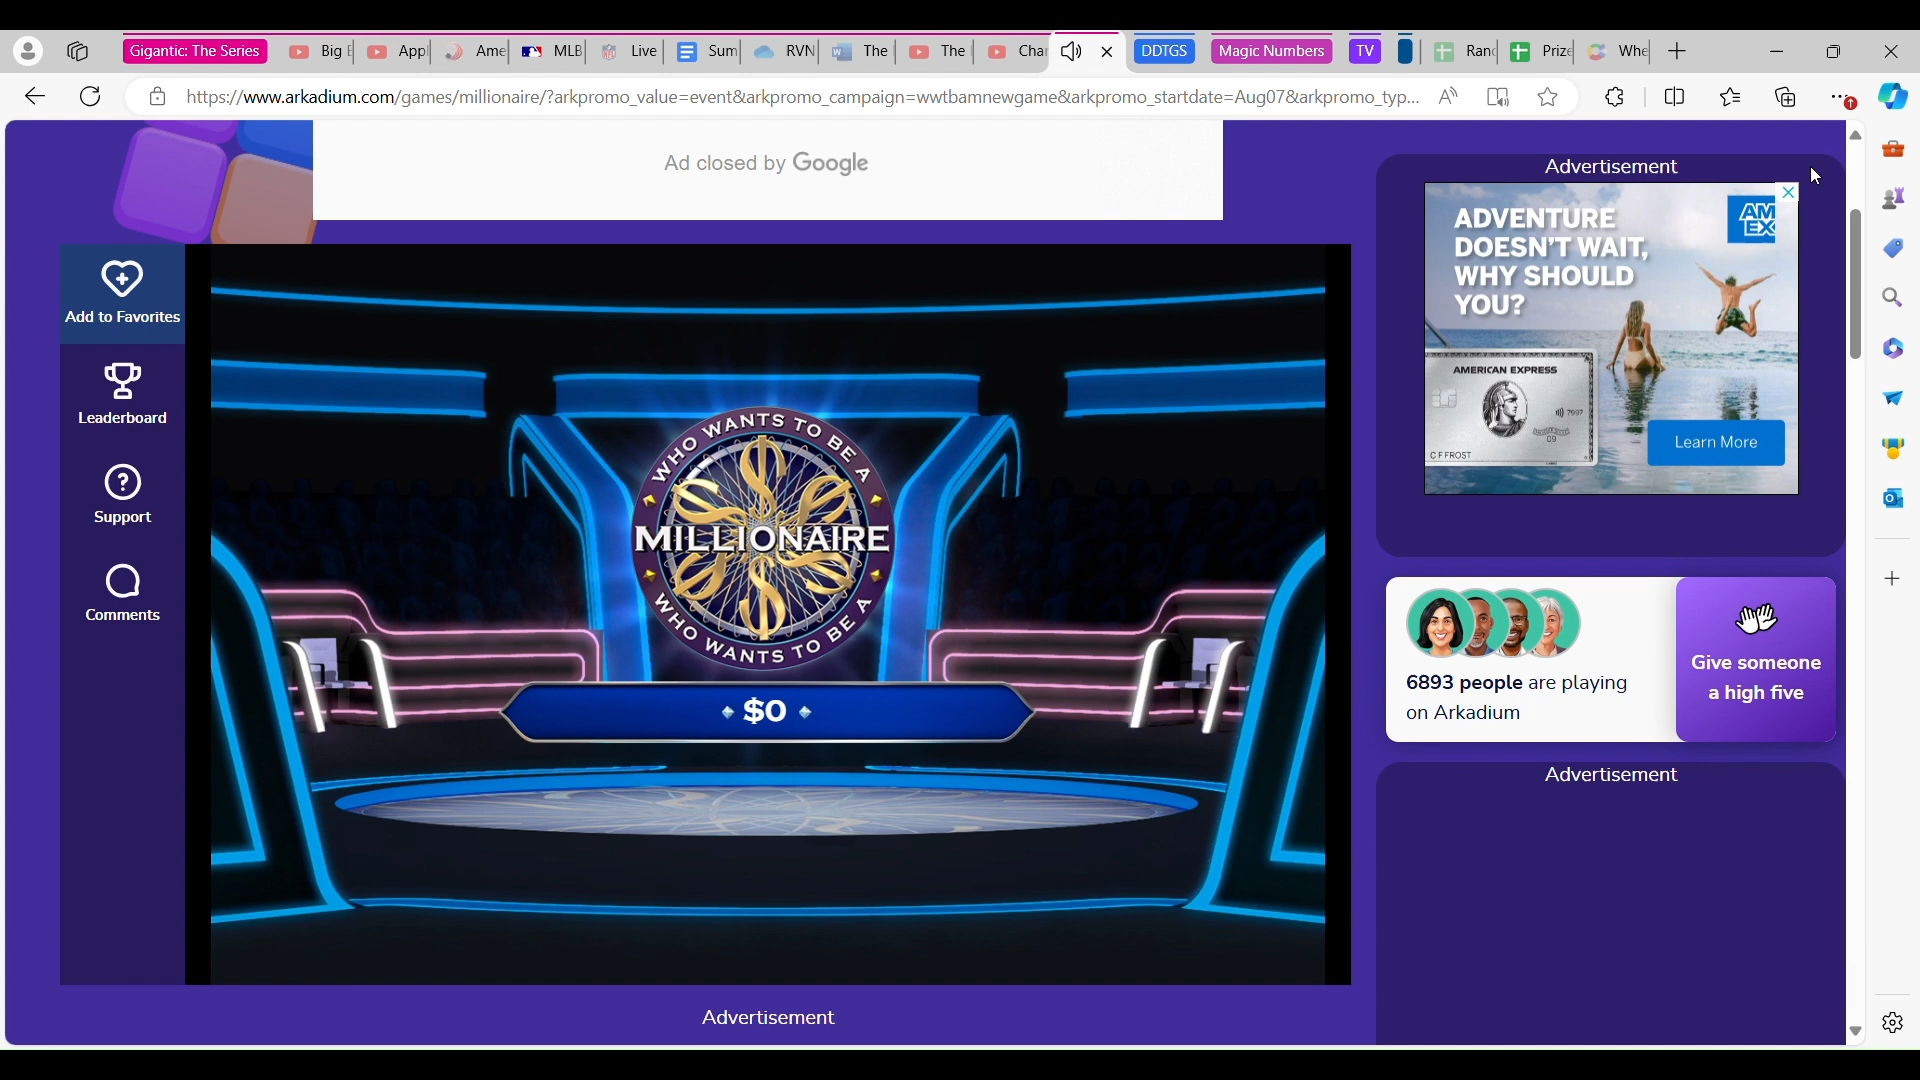 Gigantic: The Series
Big
App
Ame
MLB
Live
Sum
RVN
The
The
Cha
DDTGS
Magic Numbers
TV
Ran
Prize
Whe
https://www.arkadium.com/games/millionaire/?arkpromo_value=event&arkpromo_campaign=wwtbamnewgame&arkpromo_startdate=Aug07&arkpromo_typ...
Ad closed by Google
Add to Favorites
Leaderboard
Support
Comments
WHO WANTS TO BE A
MILLIONAIRE
WHO WANTS TO BE A
$0
Advertisement
Advertisement
ADVENTURE
DOESN'T WAIT,
WHY SHOULD
YOU?
AM
EX
AMERICAN EXPRESS
7997
09
C F FROST
Learn More
6893 people are playing
on Arkadium
Give someone
a high five
Advertisement